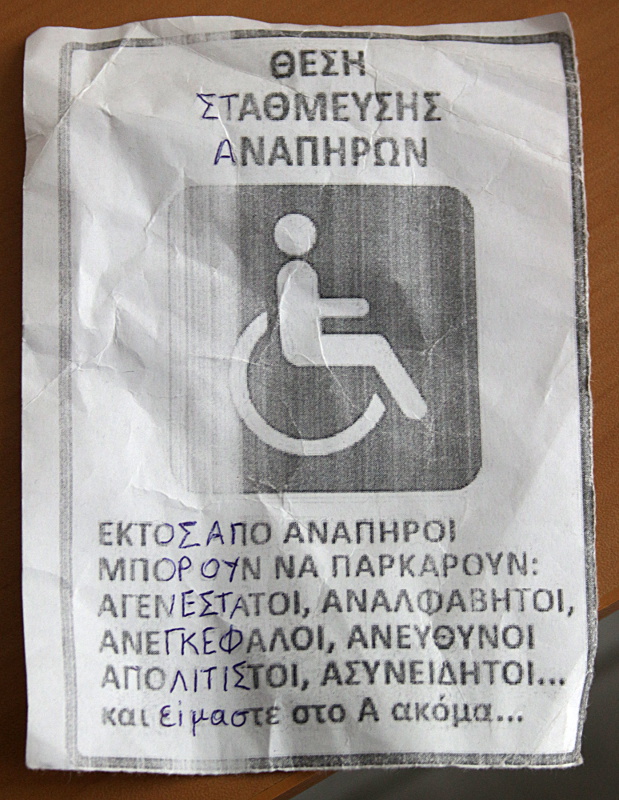 ΘΕΣΗ
ΣΤΑΘΜΕΥΣΗΣ
ΑΝΑΠΗΡΩΝ
ΕΚΤΟΣ ΑΠΟ ΑΝΑΠΗΡΟΙ
ΜΠΟΡΟΥΝ ΝΑ ΠΑΡΚΑΡΟΥΝ:
ΑΓΕΝΕΣΤΑΤΟΙ, ΑΝΑΛΦΑΒΗΤΟΙ,
ΑΝΕΓΚΕΦΑΛΟΙ, ΑΝΕΥΘΥΝΟΙ
ΑΠΟΛΙΤΙΣΤΟΙ, ΑΣΥΝΕΙΔΗΤΟΙ...
και είμαστε στο Α ακόμα...